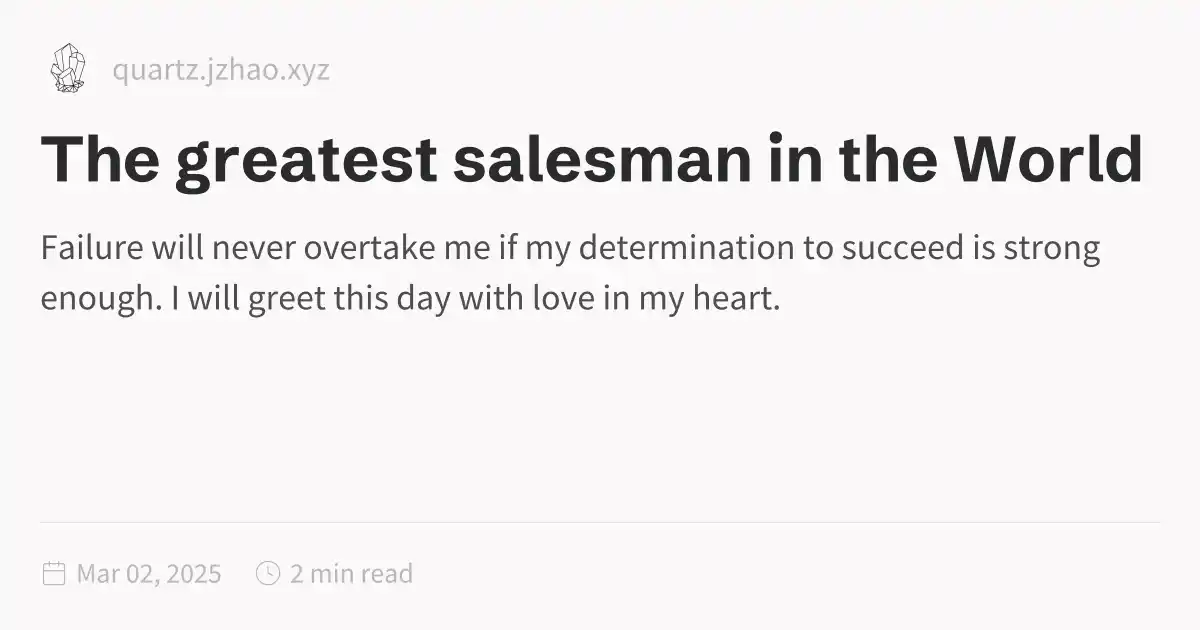 quartz.jzhao.xyz
The greatest salesman in the World
Failure will never overtake me if my determination to succeed is strong
enough. I will greet this day with love in my heart.
Mar 02, 2025
2 min read